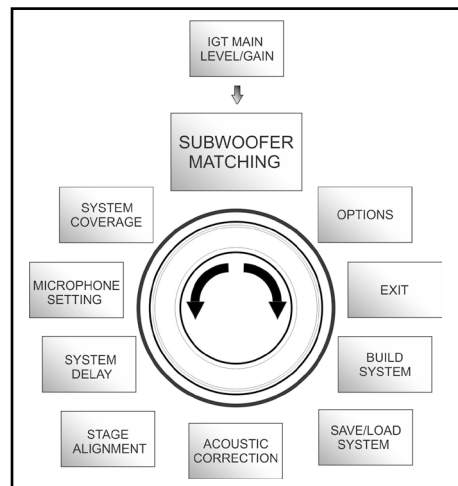 IGT MAIN
LEVEL/GAIN
SUBWOOFER
MATCHING
SYSTEM
COVERAGE
OPTIONS
MICROPHONE
SETTING
EXIT
SYSTEM
DELAY
BUILD
SYSTEM
STAGE
ALIGNMENT
ACOUSTIC
CORRECTION
SAVE/LOAD
SYSTEM